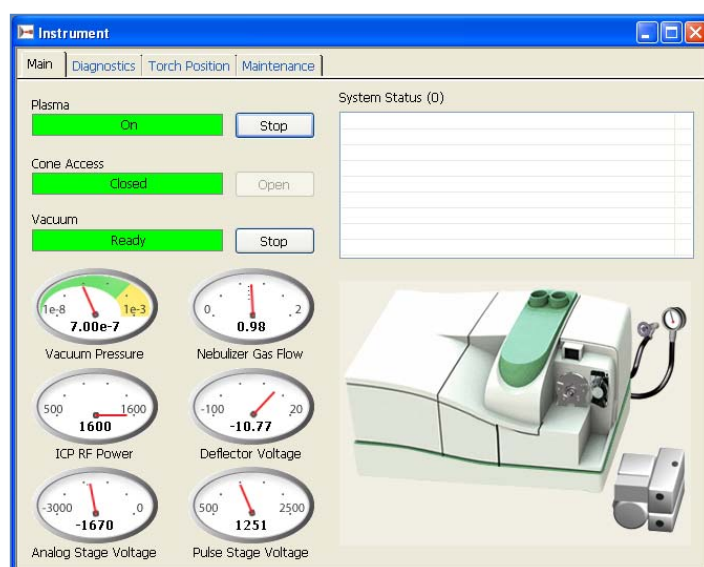 Instrument
Main Diagnostics Torch Position Maintenance
Plasma
On Stop
Cone Access
Closed Open
Vacuum
Ready Stop
System Status (0)
1e-8 1e-3
7.00e-7
Vacuum Pressure
0 2
0.98
Nebulizer Gas Flow
500 1600
1600
ICP RF Power
-100 20
-10.77
Deflector Voltage
-3000 0
-1670
Analog Stage Voltage
500 2500
1251
Pulse Stage Voltage